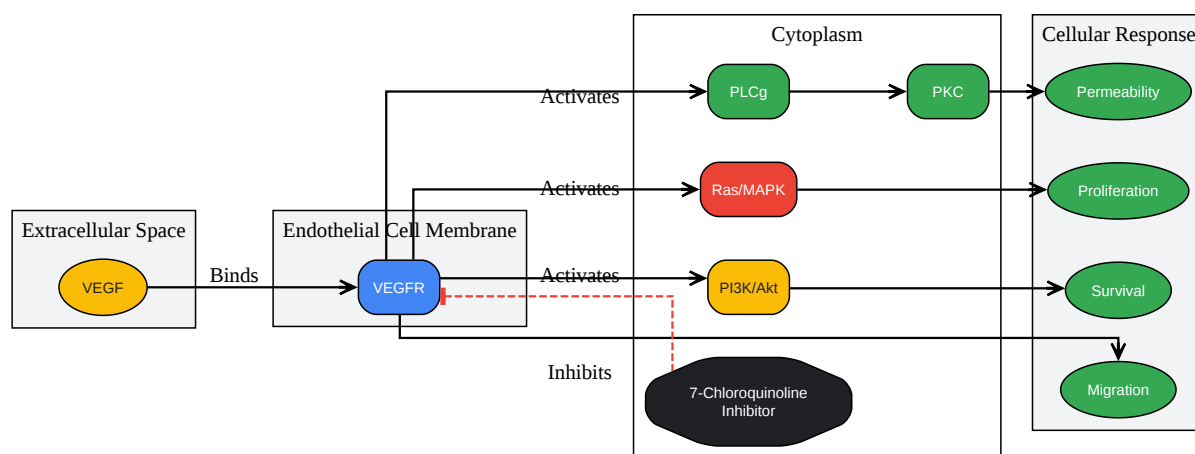 Cytoplasm
Cellular Response
Activates
PLCg
PKC
Permeability
Activates
Ras/MAPK
Proliferation
Extracellular Space
Endothelial Cell Membrane
VEGF
Binds
VEGFR
Activates
PI3K/Akt
Survival
Inhibits
7-Chloroquinoline
Inhibitor
Migration